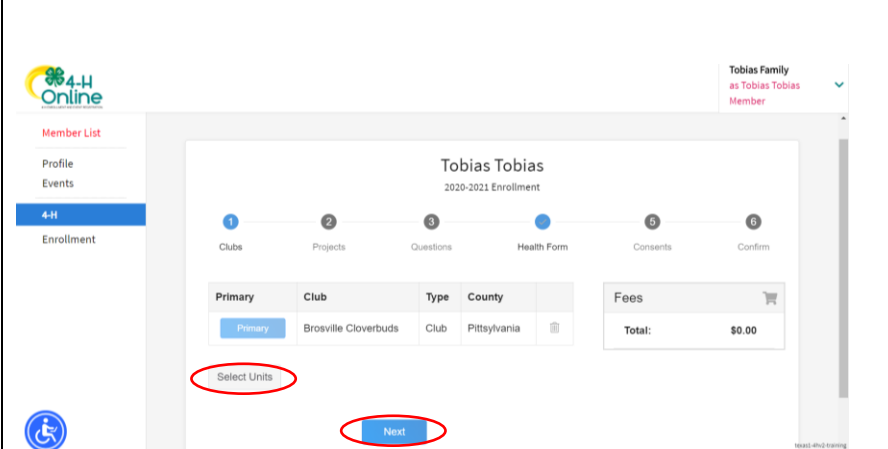 4-H
Online
Tobias Family
as Tobias Tobias
Member
Member List
Profile
Events
4-H
Enrollment
Tobias Tobias
2020-2021 Enrollment
1
2
3
5
6
Clubs
Projects
Questions
Health Form
Consents
Confirm
Primary Club Type County
Primary Brosville Cloverbuds Club Pittsylvania
Fees
Total: $0.00
Select Units
Next